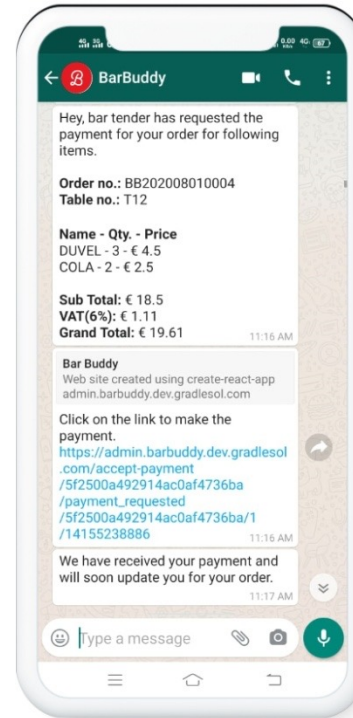 BarBuddy
Hey, bar tender has requested the
payment for your order for following
items.
Order no.: BB202008010004
Table no.: T12
Name - Qty. - Price
DUVEL - 3 - € 4.5
COLA - 2 - € 2.5
Sub Total: € 18.5
VAT(6%): € 1.11
Grand Total: € 19.61
11:16 AM
Bar Buddy
Web site created using create-react-app
admin.barbuddy.dev.gradlesol.com
Click on the link to make the
payment.
https://admin.barbuddy.dev.gradlesol
.com/accept-payment
/5f2500a492914ac0af4736ba
/payment_requested
/5f2500a492914ac0af4736ba/1
/14155238886
11:16 AM
We have received your payment and
will soon update you for your order.
11:17 AM
Type a message